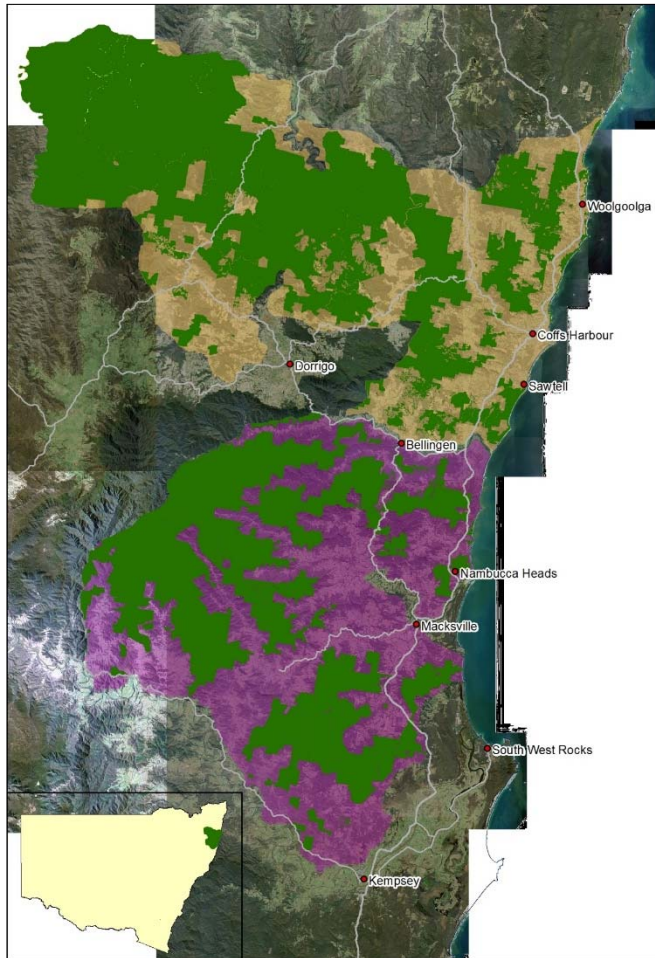 Woolgoolga
Coffs Harbour
Dorrigo
Sawtell
Bellingen
Nambucca Heads
Macksville
South West Rocks
Kempsey